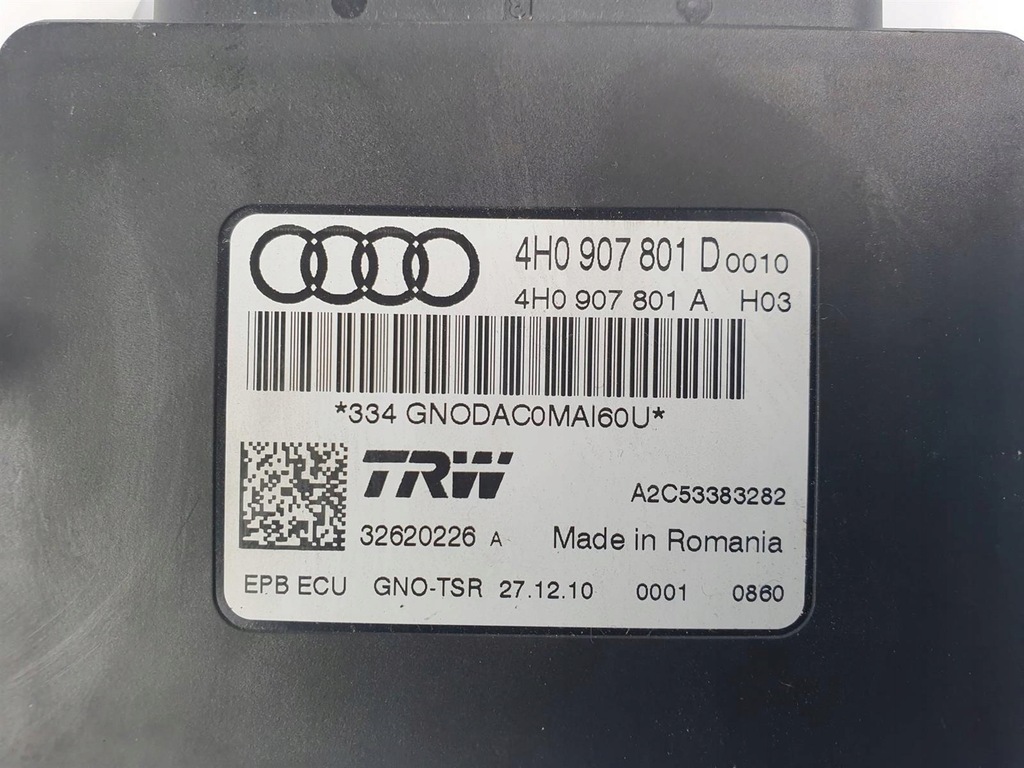 4H0 907 801 D 0010
4H0 907 801 A H03
*334 GNODAC0MAI60U*
TRW
A2C53383282
32620226 A Made in Romania
EPB ECU GNO-TSR 27.12.10 0001 0860